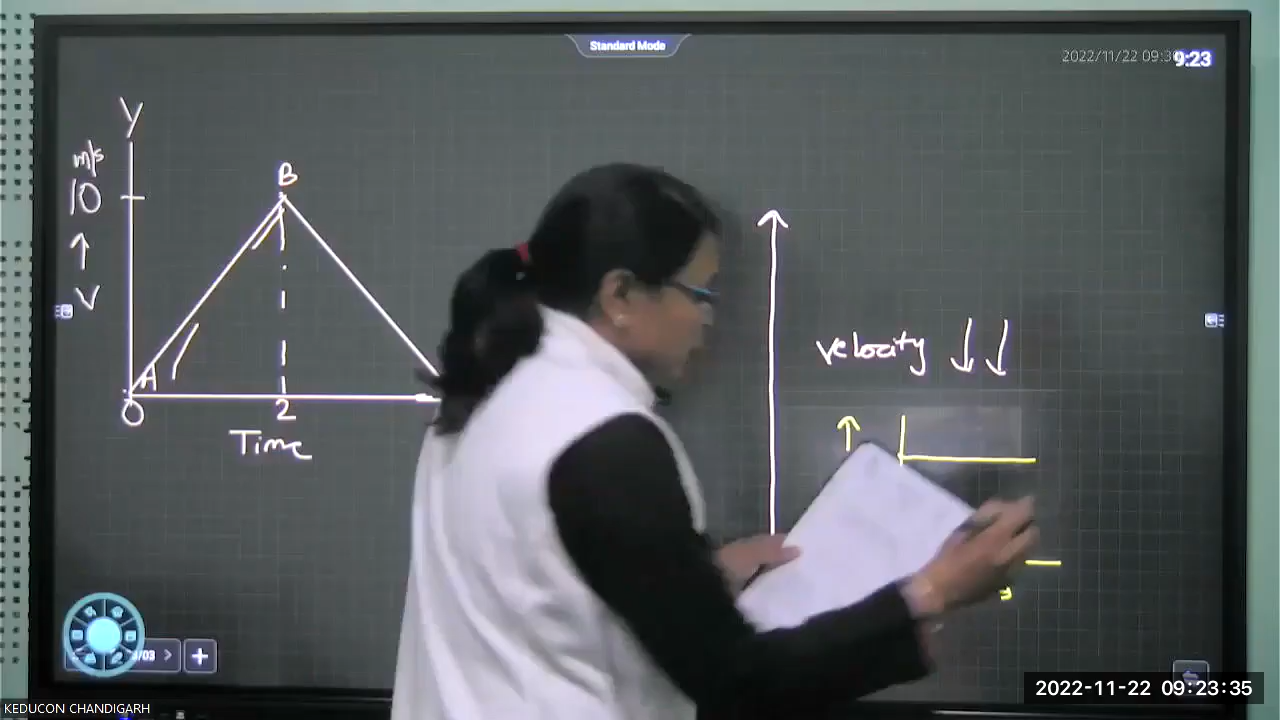 Standard Mode
2022/11/22 09:3
9:23
Y
m/s
10
V
B
A
O
2
Time
velocity
/03
KEDUCON CHANDIGARH
2022-11-22 09:23:35